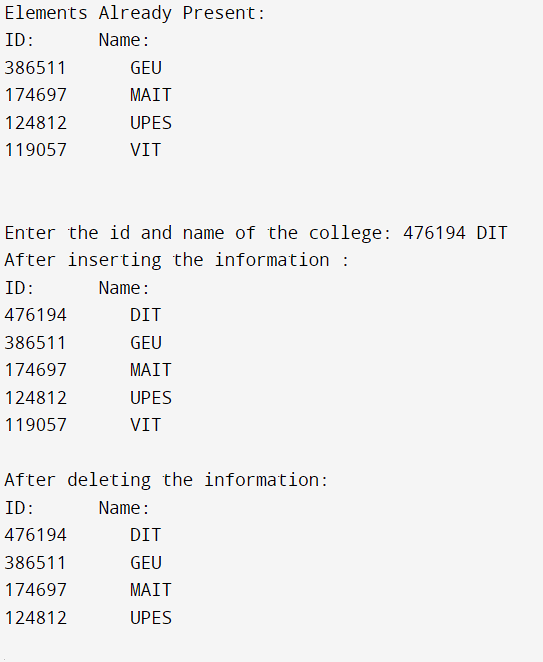 Elements Already Present:
ID:      Name:
386511      GEU
174697      MAIT
124812      UPES
119057      VIT
Enter the id and name of the college: 476194 DIT
After inserting the information :
ID:      Name:
476194      DIT
386511      GEU
174697      MAIT
124812      UPES
119057      VIT
After deleting the information:
ID:      Name:
476194      DIT
386511      GEU
174697      MAIT
124812      UPES